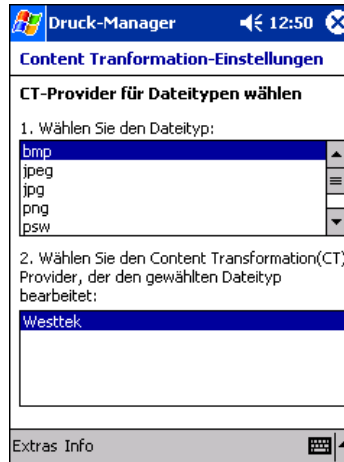 Druck-Manager 12:50
Content Tranformation-Einstellungen
CT-Provider für Dateitypen wählen
1. Wählen Sie den Dateityp:
bmp
jpeg
jpg
png
psw
2. Wählen Sie den Content Transformation(CT)
Provider, der den gewählten Dateityp
bearbeitet:
Westtek
Extras Info